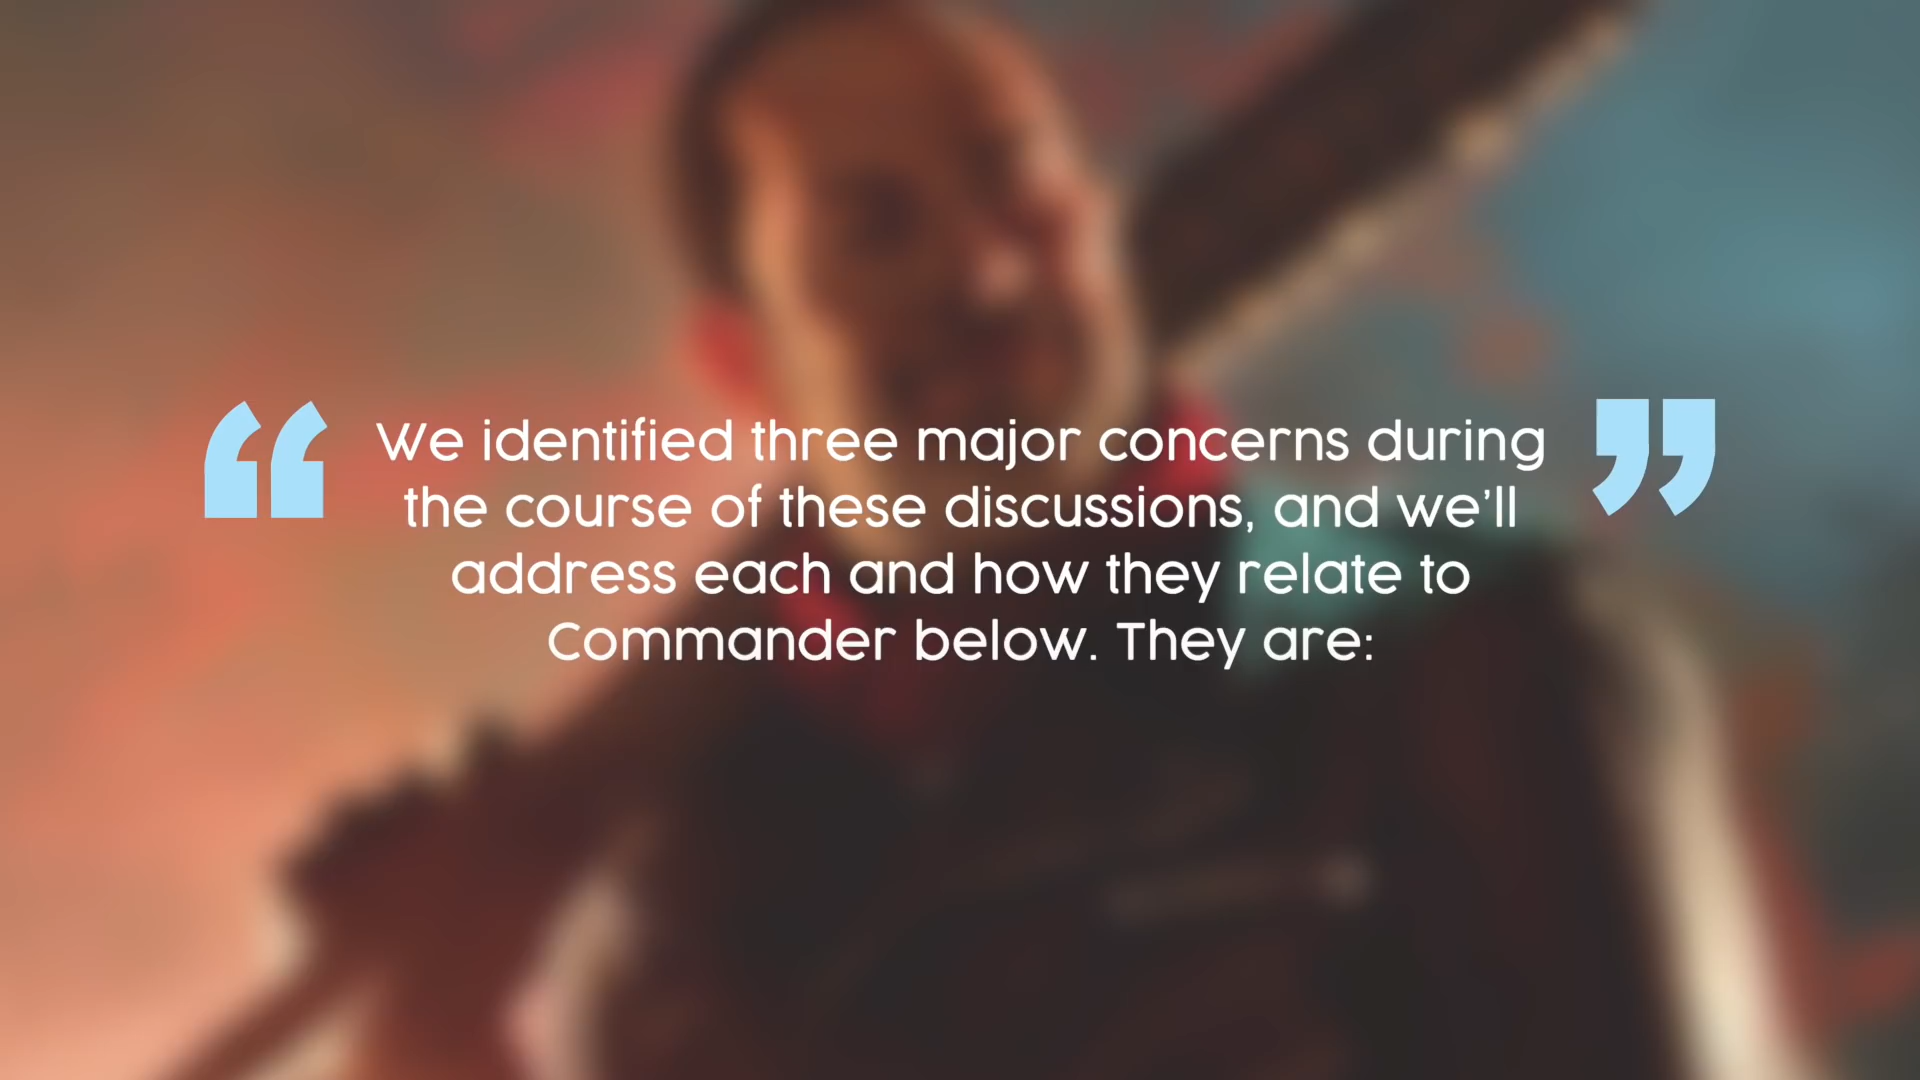 “We identified three major concerns during
the course of these discussions, and we’ll
address each and how they relate to
Commander below. They are:”